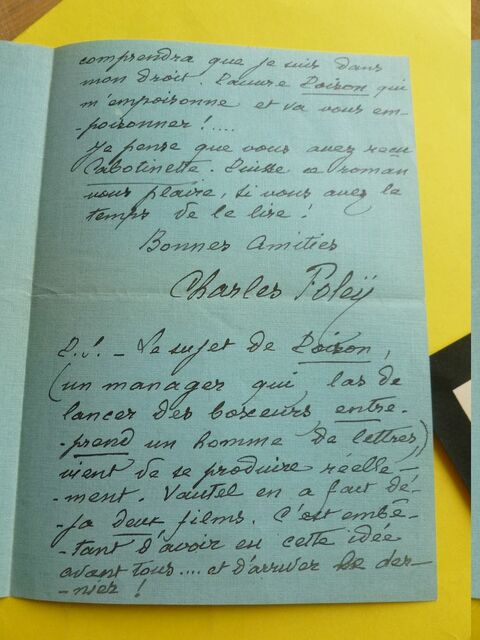 comprendra que je suis dans
mon droit. Pauvre Poison qui
m'empoisonne et va vous em-
-poisonner!....
Je pense que vous avez reçu
Cabotinette. Puisse ce roman
vous plaire, si vous avez le
temps de le lire!
Bonnes Amitiés
Charles Foleÿ
P.S. - Le sujet de Poison,
(un manager qui las de
lancer des boxeurs entre-
-prend un homme de lettres)
vient de se produire réelle-
-ment. Vautel en a fait dé-
-jà deux films. C'est embê-
-tant d'avoir eu cette idée
avant tous.... et d'arriver der-
-nier!